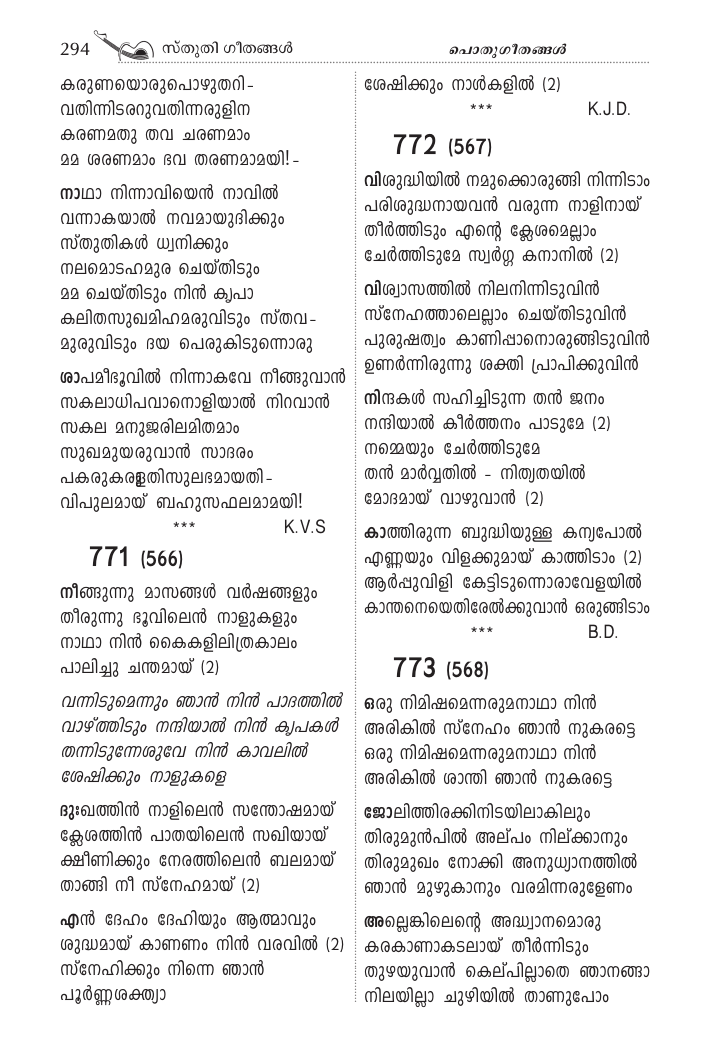 294 സ്തുതി ഗീതങ്ങൾ
പൊതുഗീതങ്ങൾ
കരുണയൊരുപൊഴുതറി-
വതിന്നിടരറുവതിന്നരുളിന
കരണമതു തവ ചരണമാം
മമ ശരണമാം ഭവ തരണമാമയി!-
നാഥാ നിന്നാവിയെൻ നാവിൽ
വന്നാകയാൽ നവമായുദിക്കും
സ്തുതികൾ ധ്വനിക്കും
നലമൊടഹമുര ചെയ്തിടും
മമ ചെയ്തിടും നിൻ കൃപാ
കലിതസുഖമിഹമരുവിടും സ്തവ-
മുരുവിടും ദയ പെരുകിടുന്നൊരു
ശാപമീഭൂവിൽ നിന്നാകവേ നീങ്ങുവാൻ
സകലാധിപവാനൊളിയാൽ നിറവാൻ
സകല മനുജരിലമിതമാം
സുഖമുയരുവാൻ സാദരം
പകരുകരളതിസുലഭമായതി-
വിപുലമായ് ബഹുസഫലമാമയി!
*** K.V.S
771 (566)
നീങ്ങുന്നു മാസങ്ങൾ വർഷങ്ങളും
തീരുന്നു ഭൂവിലെൻ നാളുകളും
നാഥാ നിൻ കൈകളിലിത്രകാലം
പാലിച്ചു ചന്തമായ് (2)
വന്നിടുമെന്നും ഞാൻ നിൻ പാദത്തിൽ
വാഴ്ത്തിടും നന്ദിയാൽ നിൻ കൃപകൾ
തന്നിടുന്നേശുവേ നിൻ കാവലിൽ
ശേഷിക്കും നാളുകളെ
ദുഃഖത്തിൻ നാളിലെൻ സന്തോഷമായ്
ക്ലേശത്തിൻ പാതയിലെൻ സഖിയായ്
ക്ഷീണിക്കും നേരത്തിലെൻ ബലമായ്
താങ്ങി നീ സ്നേഹമായ് (2)
എൻ ദേഹം ദേഹിയും ആത്മാവും
ശുദ്ധമായ് കാണണം നിൻ വരവിൽ (2)
സ്നേഹിക്കും നിന്നെ ഞാൻ
പൂർണ്ണശക്ത്യാ
ശേഷിക്കും നാൾകളിൽ (2)
*** K.J.D.
772 (567)
വിശുദ്ധിയിൽ നമുക്കൊരുങ്ങി നിന്നിടാം
പരിശുദ്ധനായവൻ വരുന്ന നാളിനായ്
തീർത്തിടും എന്റെ ക്ലേശമെല്ലാം
ചേർത്തിടുമേ സ്വർഗ്ഗ കനാനിൽ (2)
വിശ്വാസത്തിൽ നിലനിന്നിടുവിൻ
സ്നേഹത്താലെല്ലാം ചെയ്തിടുവിൻ
പുരുഷത്വം കാണിപ്പാനൊരുങ്ങിടുവിൻ
ഉണർന്നിരുന്നു ശക്തി പ്രാപിക്കുവിൻ
നിന്ദകൾ സഹിച്ചിടുന്ന തൻ ജനം
നന്ദിയാൽ കീർത്തനം പാടുമേ (2)
നമ്മെയും ചേർത്തിടുമേ
തൻ മാർവ്വതിൽ - നിത്യതയിൽ
മോദമായ് വാഴുവാൻ (2)
കാത്തിരുന്ന ബുദ്ധിയുള്ള കന്യപോൽ
എണ്ണയും വിളക്കുമായ് കാത്തിടാം (2)
ആർപ്പുവിളി കേട്ടിടുന്നൊരാവേളയിൽ
കാന്തനെയെതിരേൽക്കുവാൻ ഒരുങ്ങിടാം
*** B.D.
773 (568)
ഒരു നിമിഷമെന്നരുമനാഥാ നിൻ
അരികിൽ സ്നേഹം ഞാൻ നുകരട്ടെ
ഒരു നിമിഷമെന്നരുമനാഥാ നിൻ
അരികിൽ ശാന്തി ഞാൻ നുകരട്ടെ
ജോലിത്തിരക്കിനിടയിലാകിലും
തിരുമുൻപിൽ അല്പം നില്ക്കാനും
തിരുമുഖം നോക്കി അനുധ്യാനത്തിൽ
ഞാൻ മുഴുകാനും വരമിന്നരുളേണം
അല്ലെങ്കിലെന്റെ അദ്ധ്വാനമൊരു
കരകാണാകടലായ് തീർന്നിടും
തുഴയുവാൻ കെല്പില്ലാതെ ഞാനങ്ങാ
നിലയില്ലാ ചുഴിയിൽ താണുപോം